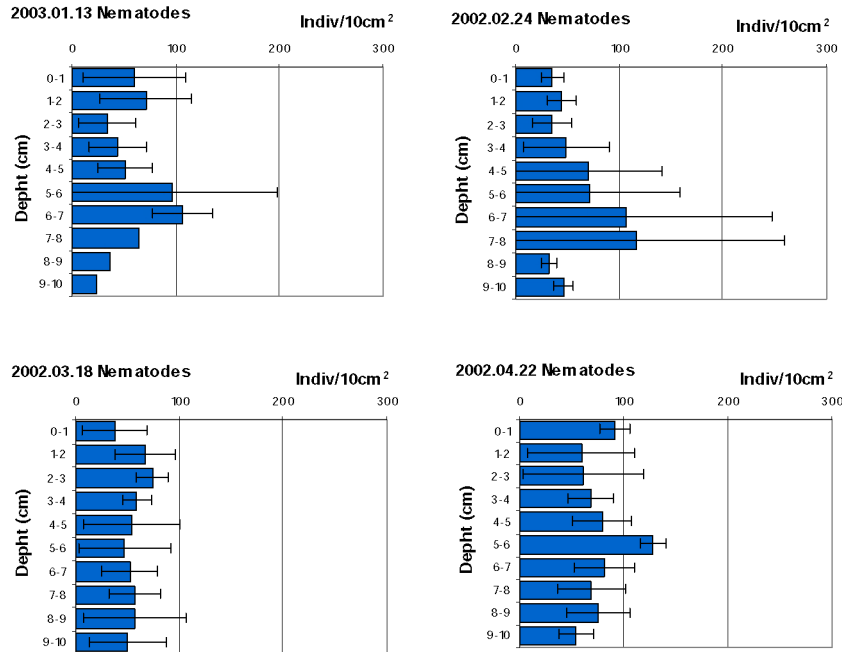 2003.01.13 Nematodes
Indiv/10cm²
0 100 200 300
Depht (cm)
0-1
1-2
2-3
3-4
4-5
5-6
6-7
7-8
8-9
9-10
2002.02.24 Nematodes
Indiv/10cm²
0 100 200 300
Depht (cm)
0-1
1-2
2-3
3-4
4-5
5-6
6-7
7-8
8-9
9-10
2002.03.18 Nematodes
Indiv/10cm²
0 100 200 300
Depht (cm)
0-1
1-2
2-3
3-4
4-5
5-6
6-7
7-8
8-9
9-10
2002.04.22 Nematodes
Indiv/10cm²
0 100 200 300
Depht (cm)
0-1
1-2
2-3
3-4
4-5
5-6
6-7
7-8
8-9
9-10